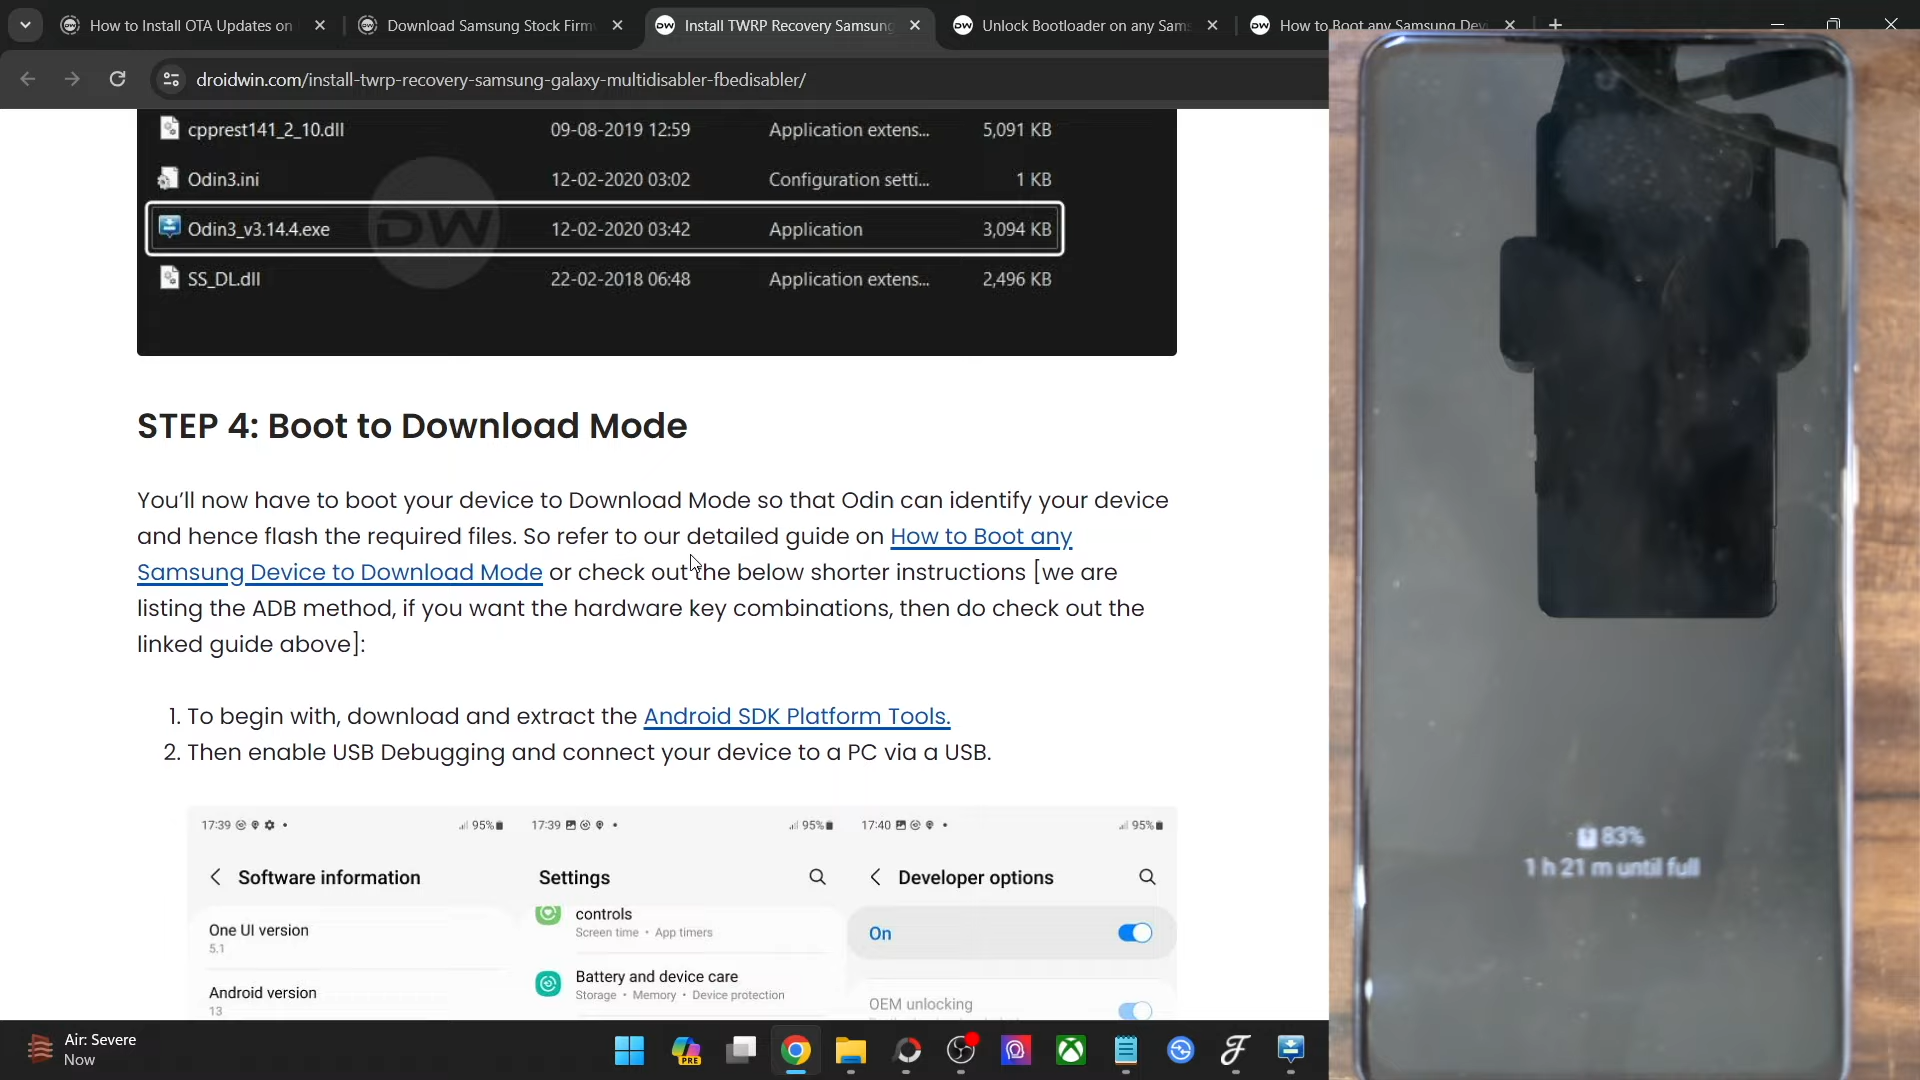 How to Install OTA Updates on
Download Samsung Stock Firm
Install TWRP Recovery Samsung
Unlock Bootloader on any Sam
How to Boot any Samsung Dev
droidwin.com/install-twrp-recovery-samsung-galaxy-multidisabler-fbedisabler/
cpprest141_2_10.dll 09-08-2019 12:59 Application extens... 5,091 KB
Odin3.ini 12-02-2020 03:02 Configuration setti... 1 KB
Odin3_v3.14.4.exe 12-02-2020 03:42 Application 3,094 KB
SS_DL.dll 22-02-2018 06:48 Application extens... 2,496 KB
DW
STEP 4: Boot to Download Mode
You'll now have to boot your device to Download Mode so that Odin can identify your device
and hence flash the required files. So refer to our detailed guide on How to Boot any
Samsung Device to Download Mode or check out the below shorter instructions [we are
listing the ADB method, if you want the hardware key combinations, then do check out the
linked guide above]:
1. To begin with, download and extract the Android SDK Platform Tools.
2. Then enable USB Debugging and connect your device to a PC via a USB.
17:39 95% 17:39 95% 17:40 95%
Software information Settings Developer options
One UI version
5.1
controls
Screen time • App timers
On
Battery and device care
Storage • Memory • Device protection
Android version
13
OEM unlocking
83%
1 h 21 m until full
Air: Severe
Now
PRE